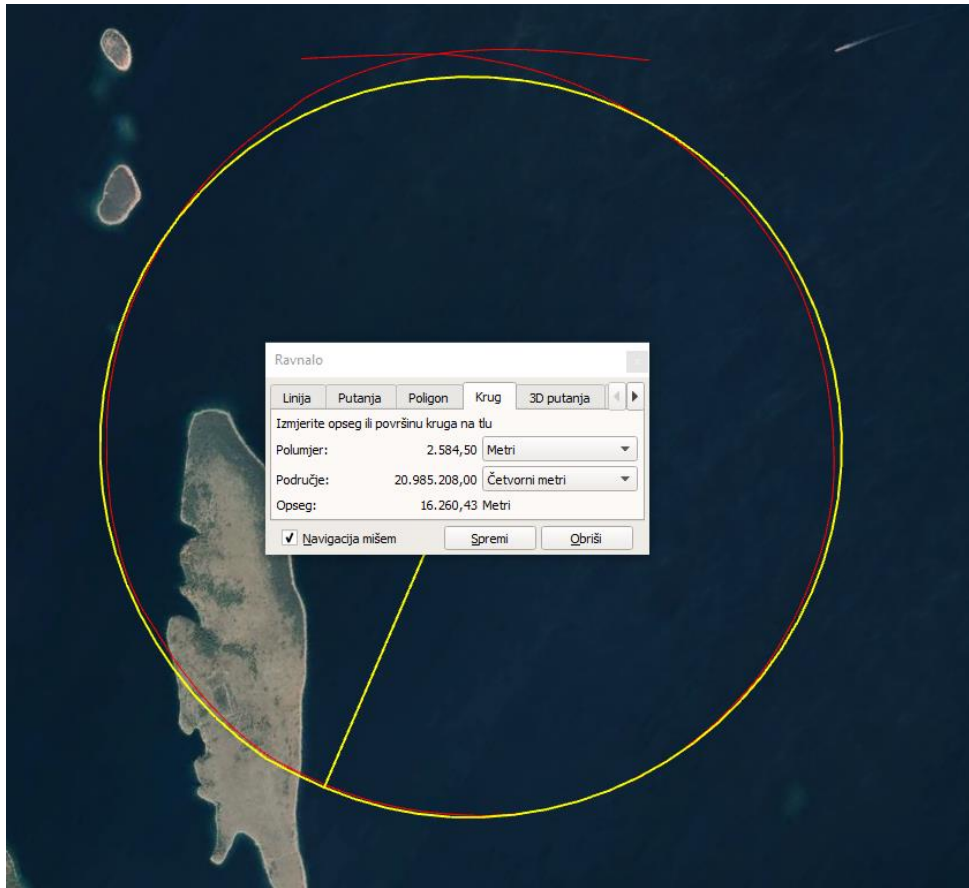 Ravnalo
Linija Putanja Poligon Krug 3D putanja
Izmjerite opseg ili površinu kruga na tlu
Polumjer: 2.584,50 Metri
Područje: 20.985.208,00 Četvorni metri
Opseg: 16.260,43 Metri
Navigacija mišem Spremi Obriši